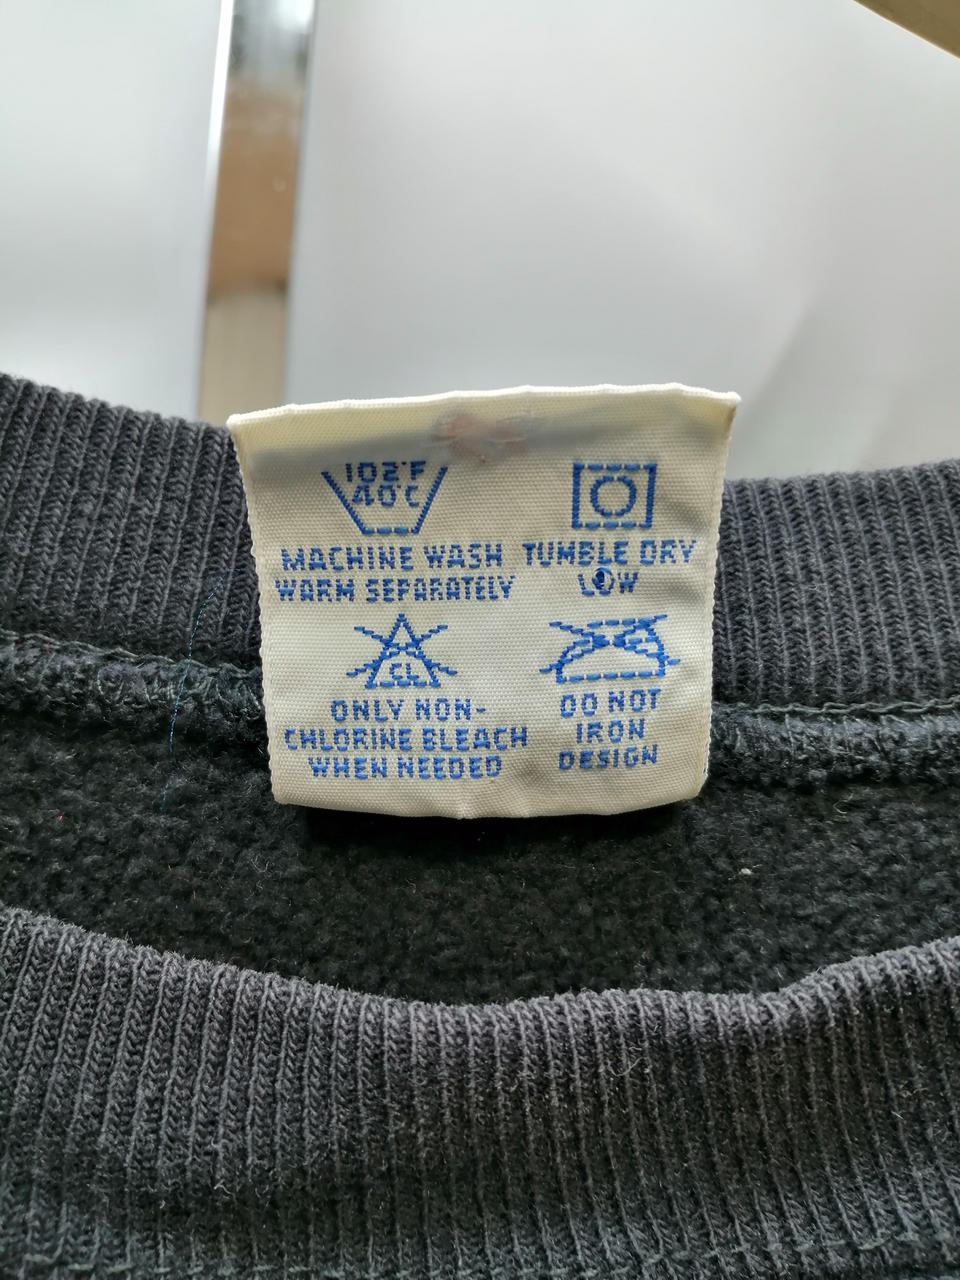 102°F
40°C
MACHINE WASH
WARM SEPARATELY
TUMBLE DRY
LOW
CL
ONLY NON-
CHLORINE BLEACH
WHEN NEEDED
DO NOT
IRON
DESIGN